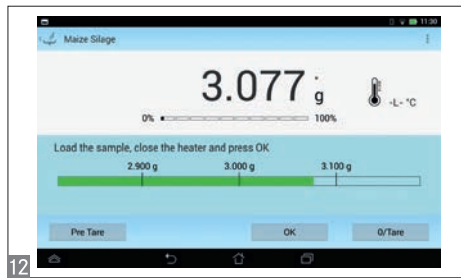 11:30
Maize Silage
3.077 g
-L- °C
0% 100%
Load the sample, close the heater and press OK
2.900 g 3.000 g 3.100 g
Pre Tare OK 0/Tare
12